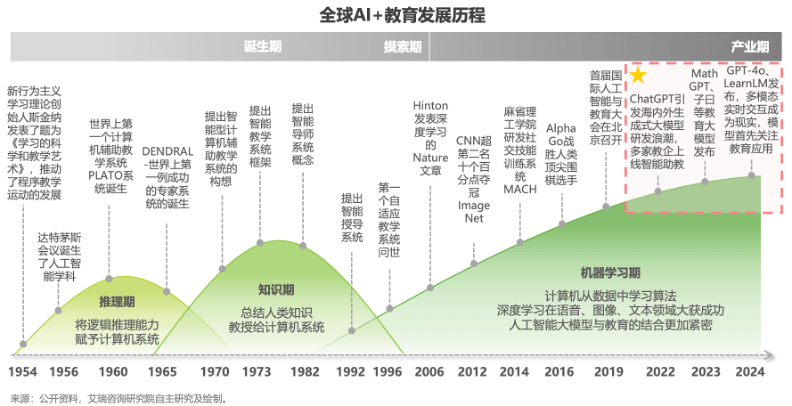 全球AI+教育发展历程
诞生期
摸索期
产业期
新行为主义
学习理论创
始人斯金纳
发表了题为
《学习的科
学和教学艺
术》，推动
了程序教学
运动的发展
达特茅斯
会议诞生
了人工智
能学科
世界上第
一个计算
机辅助教
学系统
PLATO系
统诞生
DENDRAL
-世界上第
一例成功
的专家系
统的诞生
提出智
能型计
算机辅
助教学
系统的
构想
提出
智能
教学
系统
框架
提出
智能
导师
系统
概念
提出
智能
授导
系统
第一
个自
适应
教学
系统
问世
Hinton
发表深
度学习
的
Nature
文章
CNN超
第二名
十个百
分点夺
冠
Image
Net
麻省理
工学院
研发社
交技能
训练系
统
MACH
Alpha
Go战
胜人类
顶尖围
棋选手
首届国
际人工
智能与
教育大
会在北
京召开
ChatGPT引
发海内外生
成式大模型
研发浪潮，
多家教企上
线智能助教
Math
GPT、
子曰
等教
育大
模型
发布
GPT-4o、
LearnLM发
布，多模态
实时交互成
为现实，模
型首先关注
教育应用
推理期
将逻辑推理能力
赋予计算机系统
知识期
总结人类知识
教授给计算机系统
机器学习期
计算机从数据中学习算法
深度学习在语音、图像、文本领域大获成功
人工智能大模型与教育的结合更加紧密
1954 1956 1960 1965 1970 1973 1982 1992 1996 2006 2012 2014 2016 2019 2022 2023 2024
来源：公开资料，艾瑞咨询研究院自主研究及绘制。